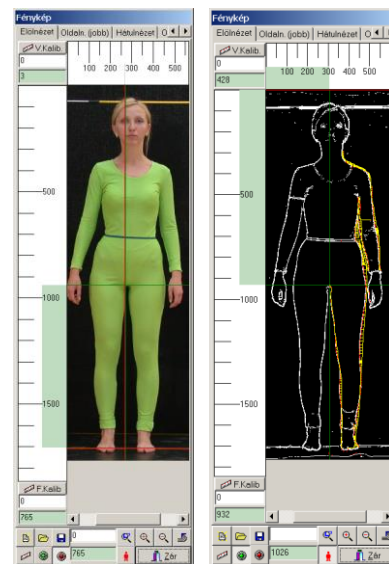 Fénykép
Elölnézet Oldaln. (jobb) Hátulnézet O
V.Kalib
0
3
100 200 300 400 500
500
1000
1500
F.Kalib
0
765
0
765
Zár
Fénykép
Elölnézet Oldaln. (jobb) Hátulnézet O
V.Kalib
0
428
100 200 300 400 500
500
1000
1500
F.Kalib
0
932
1026
Zár